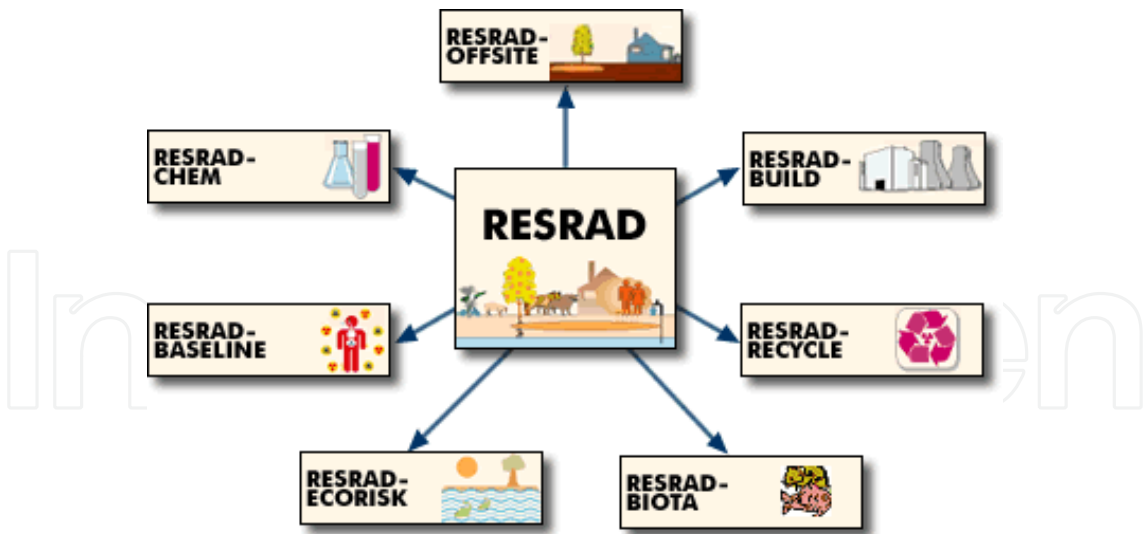 RESRAD-
OFFSITE
RESRAD-
CHEM
RESRAD-
BUILD
RESRAD
RESRAD-
BASELINE
RESRAD-
RECYCLE
RESRAD-
ECORISK
RESRAD-
BIOTA